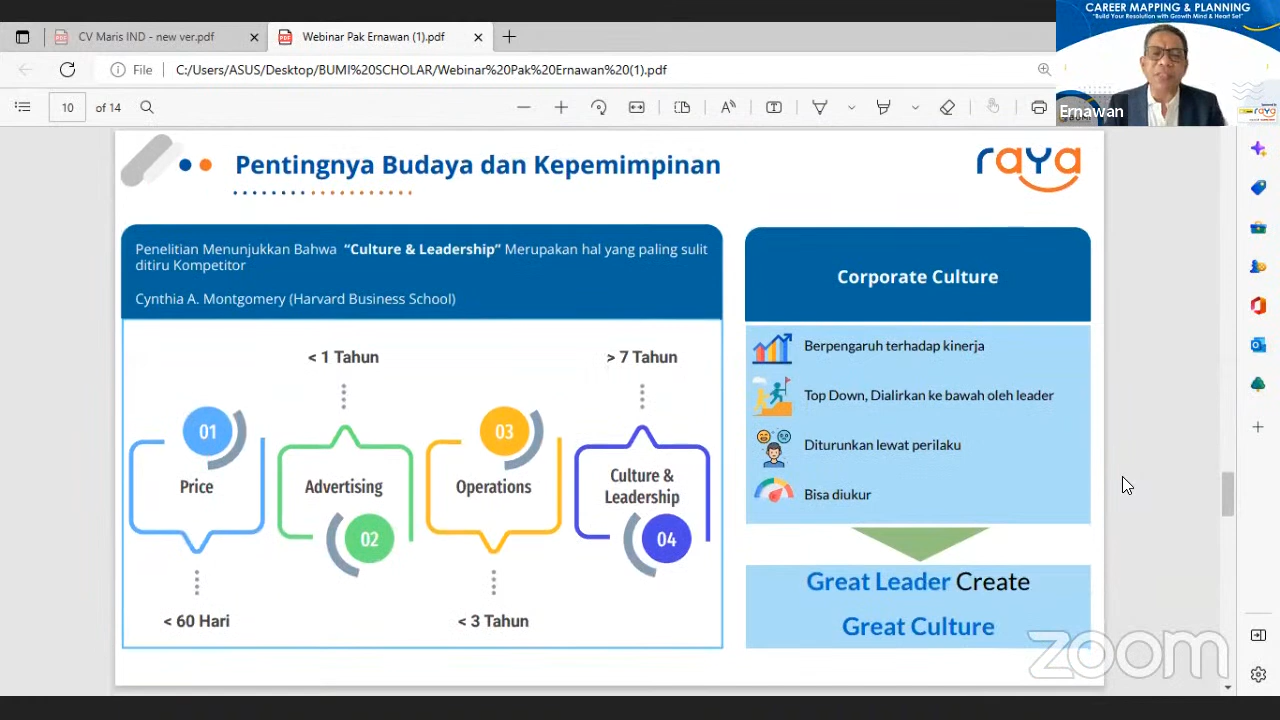 CV Maris IND - new ver.pdf
Webinar Pak Ernawan (1).pdf
File
C:/Users/ASUS/Desktop/BUMI%20SCHOLAR/Webinar%20Pak%20Ernawan%20(1).pdf
10 of 14
CAREER MAPPING & PLANNING
"Build Your Resolution with Growth Mind & Heart Set"
Ernawan
raya
Pentingnya Budaya dan Kepemimpinan
raya
Penelitian Menunjukkan Bahwa “Culture & Leadership” Merupakan hal yang paling sulit
ditiru Kompetitor
Cynthia A. Montgomery (Harvard Business School)
01
Price
< 60 Hari
< 1 Tahun
Advertising
02
03
Operations
< 3 Tahun
> 7 Tahun
Culture &
Leadership
04
Corporate Culture
Berpengaruh terhadap kinerja
Top Down, Dialirkan ke bawah oleh leader
Diturunkan lewat perilaku
Bisa diukur
Great Leader Create
Great Culture
zoom